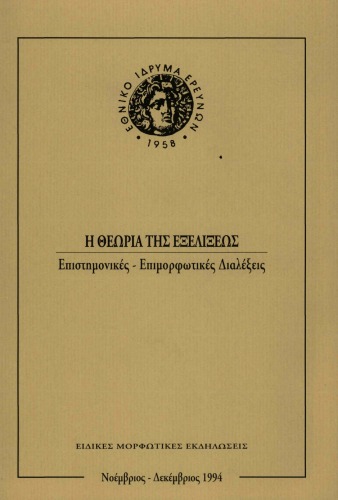 ΕΘΝΙΚΟ ΙΔΡΥΜΑ ΕΡΕΥΝΩΝ
• 1958 •
Η ΘΕΩΡΙΑ ΤΗΣ ΕΞΕΛΙΞΕΩΣ
Επιστημονικές - Επιμορφωτικές Διαλέξεις
ΕΙΔΙΚΕΣ ΜΟΡΦΩΤΙΚΕΣ ΕΚΔΗΛΩΣΕΙΣ
Νοέμβριος - Δεκέμβριος 1994